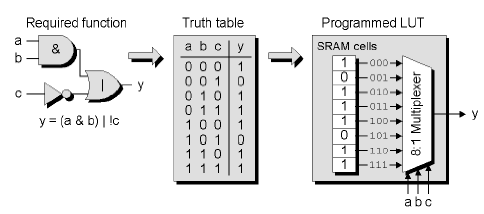 Required function
a
b
&
c
|
y
y = (a & b) | !c
Truth table
a b c y
0 0 0 1
0 0 1 0
0 1 0 1
0 1 1 1
1 0 0 1
1 0 1 0
1 1 0 1
1 1 1 1
Programmed LUT
SRAM cells
1 000
0 001
1 010
1 011
1 100
0 101
1 110
1 111
8:1 Multiplexer
y
a b c